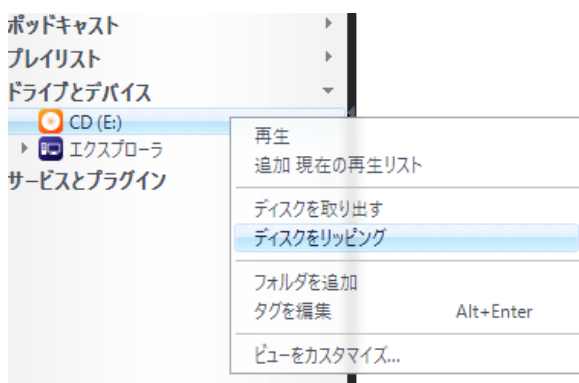 ポッドキャスト
プレイリスト
ドライブとデバイス
CD (E:)
エクスプローラ
サービスとプラグイン
再生
追加 現在の再生リスト
ディスクを取り出す
ディスクをリッピング
フォルダを追加
タグを編集 Alt+Enter
ビューをカスタマイズ...